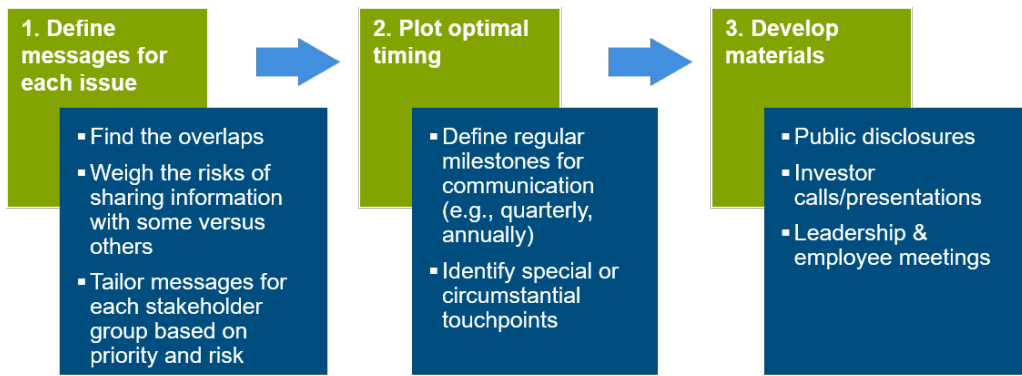 1. Define
messages for
each issue
▪ Find the overlaps
▪ Weigh the risks of
sharing information
with some versus
others
▪ Tailor messages for
each stakeholder
group based on
priority and risk
2. Plot optimal
timing
▪ Define regular
milestones for
communication
(e.g., quarterly,
annually)
▪ Identify special or
circumstantial
touchpoints
3. Develop
materials
▪ Public disclosures
▪ Investor
calls/presentations
▪ Leadership &
employee meetings